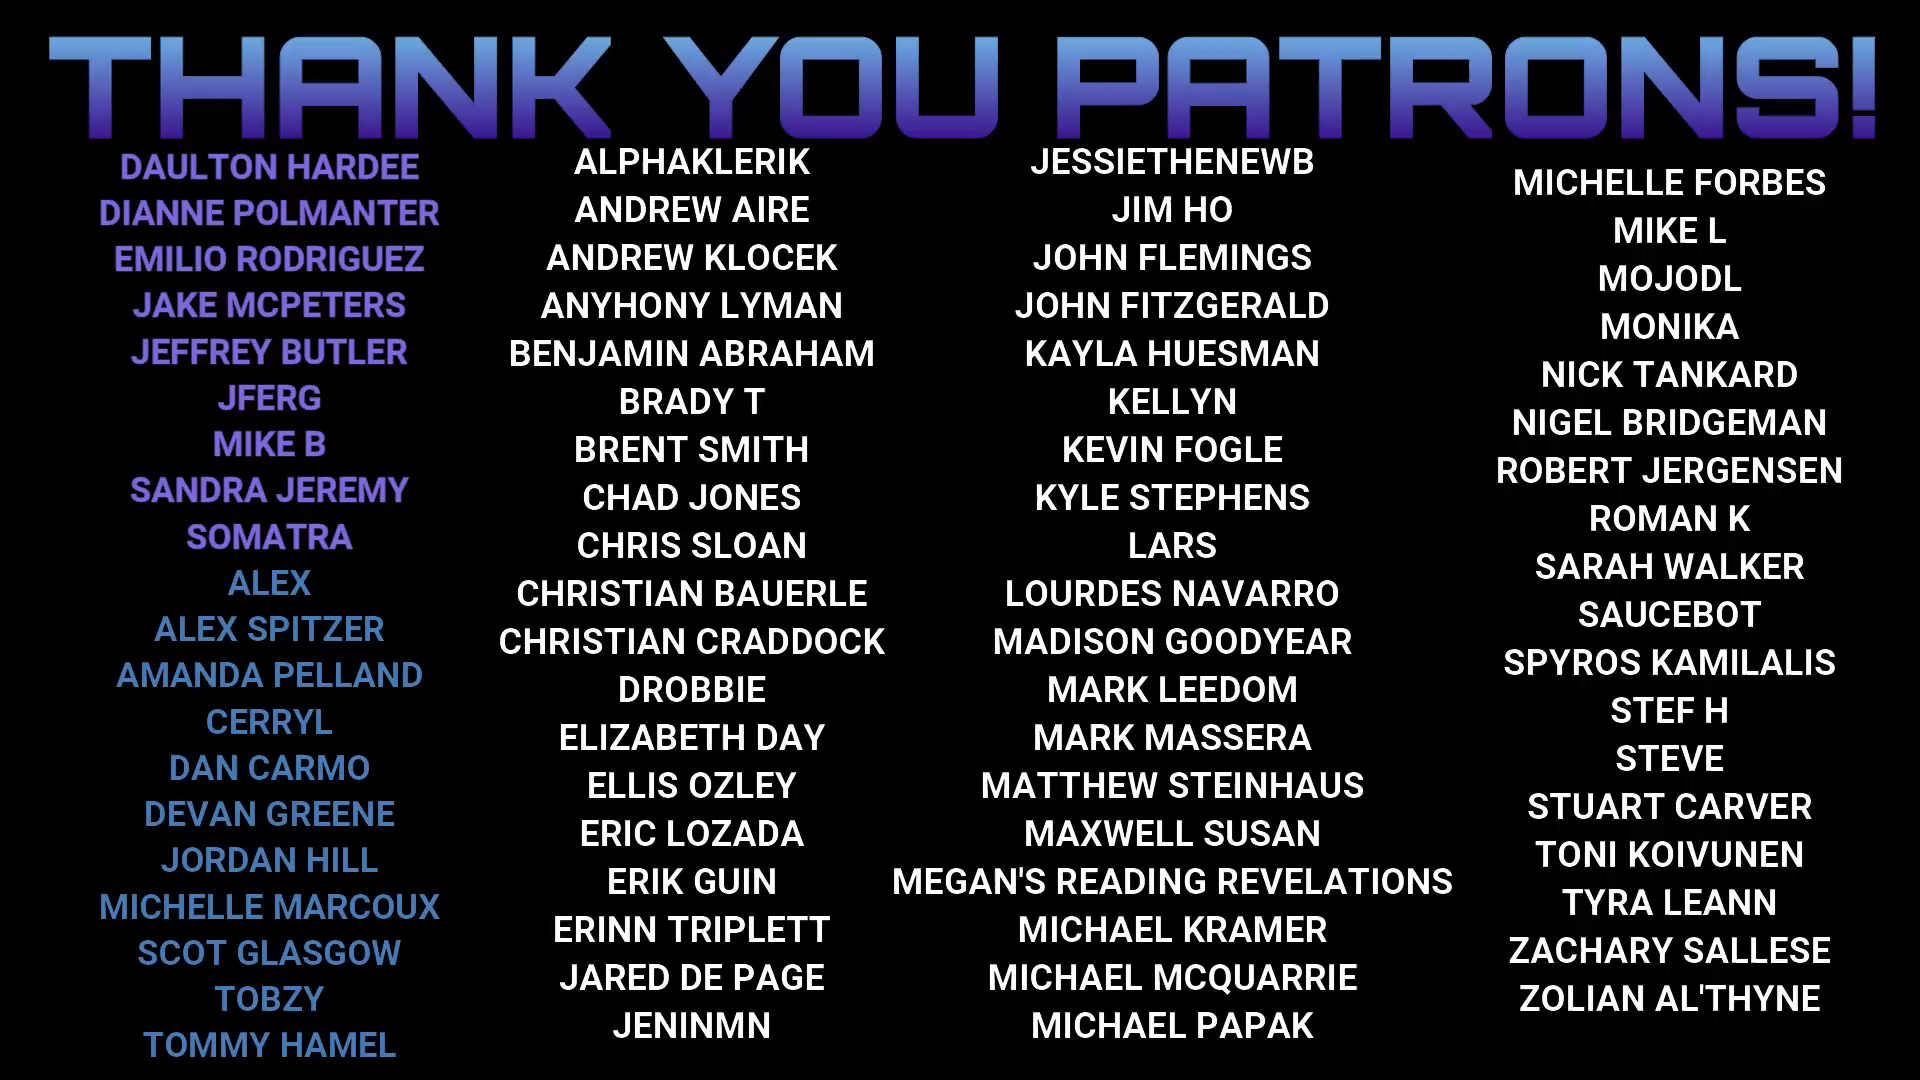 THANK YOU PATRONS!
DAULTON HARDEE
DIANNE POLMANTER
EMILIO RODRIGUEZ
JAKE MCPETERS
JEFFREY BUTLER
JFERG
MIKE B
SANDRA JEREMY
SOMATRA
ALEX
ALEX SPITZER
AMANDA PELLAND
CERRYL
DAN CARMO
DEVAN GREENE
JORDAN HILL
MICHELLE MARCOUX
SCOT GLASGOW
TOBZY
TOMMY HAMEL
ALPHAKLERIK
ANDREW AIRE
ANDREW KLOCEK
ANYHONY LYMAN
BENJAMIN ABRAHAM
BRADY T
BRENT SMITH
CHAD JONES
CHRIS SLOAN
CHRISTIAN BAUERLE
CHRISTIAN CRADDOCK
DROBBIE
ELIZABETH DAY
ELLIS OZLEY
ERIC LOZADA
ERIK GUIN
ERINN TRIPLETT
JARED DE PAGE
JENINMN
JESSIETHENEWB
JIM HO
JOHN FLEMINGS
JOHN FITZGERALD
KAYLA HUESMAN
KELLYN
KEVIN FOGLE
KYLE STEPHENS
LARS
LOURDES NAVARRO
MADISON GOODYEAR
MARK LEEDOM
MARK MASSERA
MATTHEW STEINHAUS
MAXWELL SUSAN
MEGAN'S READING REVELATIONS
MICHAEL KRAMER
MICHAEL MCQUARRIE
MICHAEL PAPAK
MICHELLE FORBES
MIKE L
MOJODL
MONIKA
NICK TANKARD
NIGEL BRIDGEMAN
ROBERT JERGENSEN
ROMAN K
SARAH WALKER
SAUCEBOT
SPYROS KAMILALIS
STEF H
STEVE
STUART CARVER
TONI KOIVUNEN
TYRA LEANN
ZACHARY SALLESE
ZOLIAN AL'THYNE